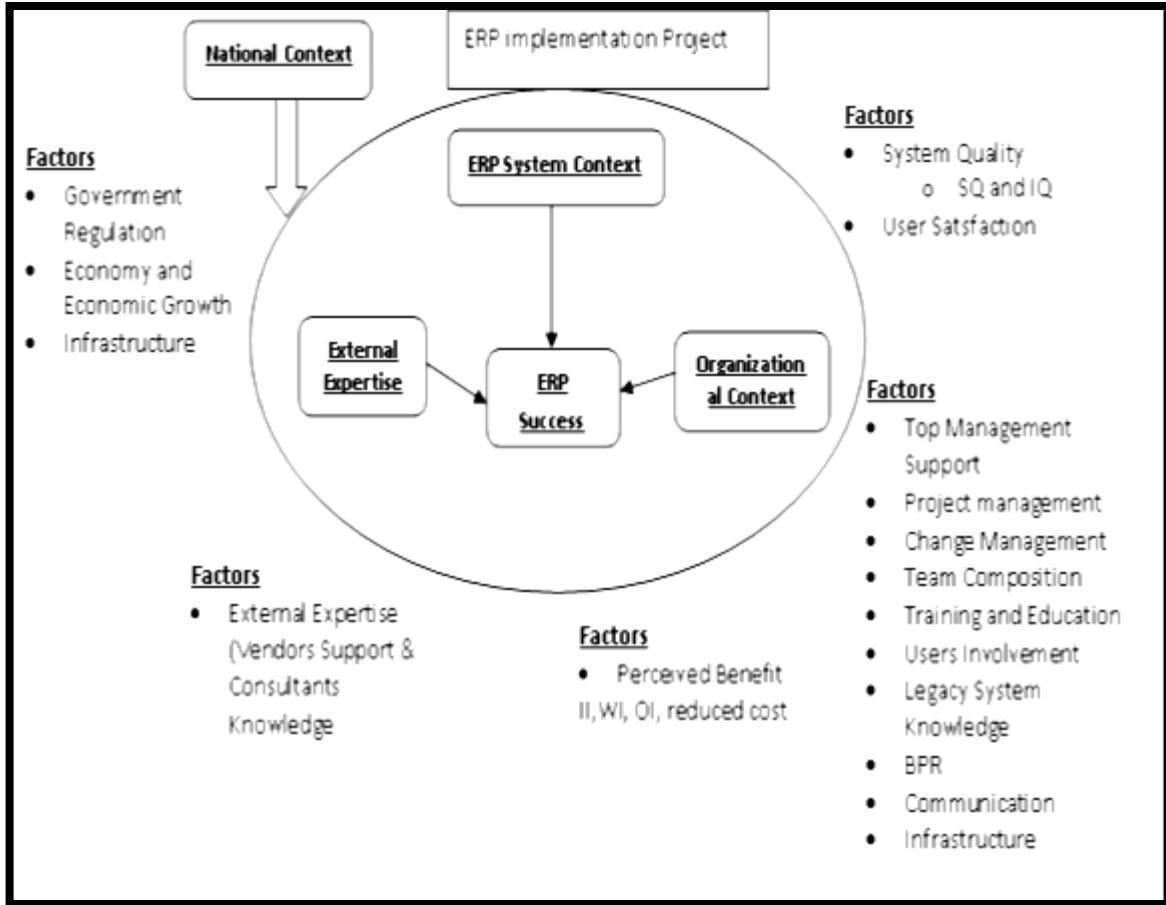 National Context
ERP implementation Project
Factors
• Government
Regulation
• Economy and
Economic Growth
• Infrastructure
ERP System Context
Factors
• System Quality
o SQ and IQ
• User Satsfaction
External
Expertise
ERP
Success
Organization
al Context
Factors
• Top Management
Support
• Project management
• Change Management
• Team Composition
• Training and Education
• Users Involvement
• Legacy System
Knowledge
• BPR
• Communication
• Infrastructure
Factors
• External Expertise
(Vendors Support &
Consultants
Knowledge
Factors
• Perceived Benefit
II, WI, OI, reduced cost